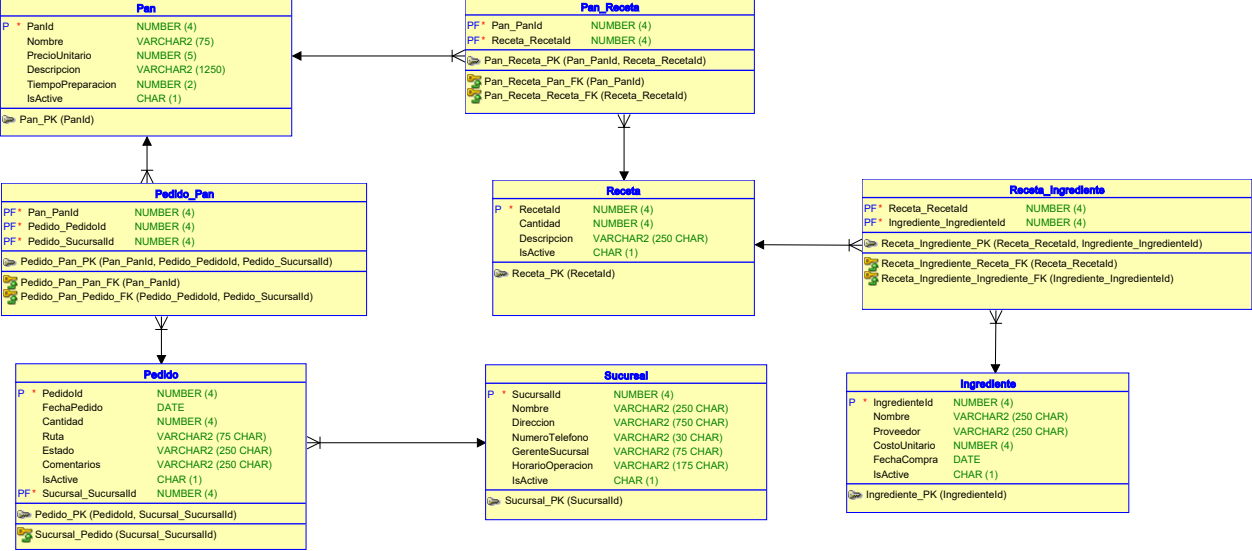 Pan
P * PanId NUMBER (4)
Nombre VARCHAR2 (75)
PrecioUnitario NUMBER (5)
Descripcion VARCHAR2 (1250)
TiempoPreparacion NUMBER (2)
IsActive CHAR (1)
Pan_PK (PanId)
Pan_Receta
PF* Pan_PanId NUMBER (4)
PF* Receta_RecetaId NUMBER (4)
Pan_Receta_PK (Pan_PanId, Receta_RecetaId)
Pan_Receta_Pan_FK (Pan_PanId)
Pan_Receta_Receta_FK (Receta_RecetaId)
Pedido_Pan
PF* Pan_PanId NUMBER (4)
PF* Pedido_PedidoId NUMBER (4)
PF* Pedido_SucursalId NUMBER (4)
Pedido_Pan_PK (Pan_PanId, Pedido_PedidoId, Pedido_SucursalId)
Pedido_Pan_Pan_FK (Pan_PanId)
Pedido_Pan_Pedido_FK (Pedido_PedidoId, Pedido_SucursalId)
Receta
P * RecetaId NUMBER (4)
Cantidad NUMBER (4)
Descripcion VARCHAR2 (250 CHAR)
IsActive CHAR (1)
Receta_PK (RecetaId)
Receta_Ingrediente
PF* Receta_RecetaId NUMBER (4)
PF* Ingrediente_IngredienteId NUMBER (4)
Receta_Ingrediente_PK (Receta_RecetaId, Ingrediente_IngredienteId)
Receta_Ingrediente_Receta_FK (Receta_RecetaId)
Receta_Ingrediente_Ingrediente_FK (Ingrediente_IngredienteId)
Pedido
P * PedidoId NUMBER (4)
FechaPedido DATE
Cantidad NUMBER (4)
Ruta VARCHAR2 (75 CHAR)
Estado VARCHAR2 (250 CHAR)
Comentarios VARCHAR2 (250 CHAR)
IsActive CHAR (1)
PF* Sucursal_SucursalId NUMBER (4)
Pedido_PK (PedidoId, Sucursal_SucursalId)
Sucursal_Pedido (Sucursal_SucursalId)
Sucursal
P * SucursalId NUMBER (4)
Nombre VARCHAR2 (250 CHAR)
Direccion VARCHAR2 (750 CHAR)
NumeroTelefono VARCHAR2 (30 CHAR)
GerenteSucursal VARCHAR2 (75 CHAR)
HorarioOperacion VARCHAR2 (175 CHAR)
IsActive CHAR (1)
Sucursal_PK (SucursalId)
Ingrediente
P * IngredienteId NUMBER (4)
Nombre VARCHAR2 (250 CHAR)
Proveedor VARCHAR2 (250 CHAR)
CostoUnitario NUMBER (4)
FechaCompra DATE
IsActive CHAR (1)
Ingrediente_PK (IngredienteId)